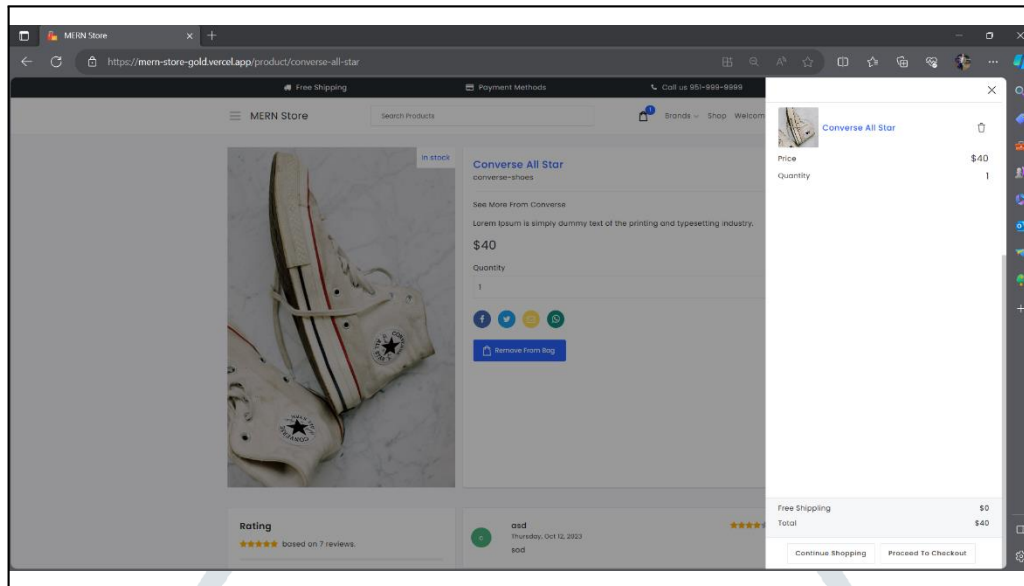 MERN Store
https://mern-store-gold.vercel.app/product/converse-all-star
Free Shipping
Payment Methods
Call us 951-999-9999
MERN Store
Search Products
1
Brands
Shop
Welcom
In stock
Converse All Star
converse-shoes
See More From Converse
Lorem Ipsum is simply dummy text of the printing and typesetting industry.
$40
Quantity
1
Remove From Bag
CONVERSE
Rating
based on 7 reviews.
c
asd
Thursday, Oct 12, 2023
sad
Converse All Star
Price $40
Quantity 1
Free Shipping $0
Total $40
Continue Shopping
Proceed To Checkout